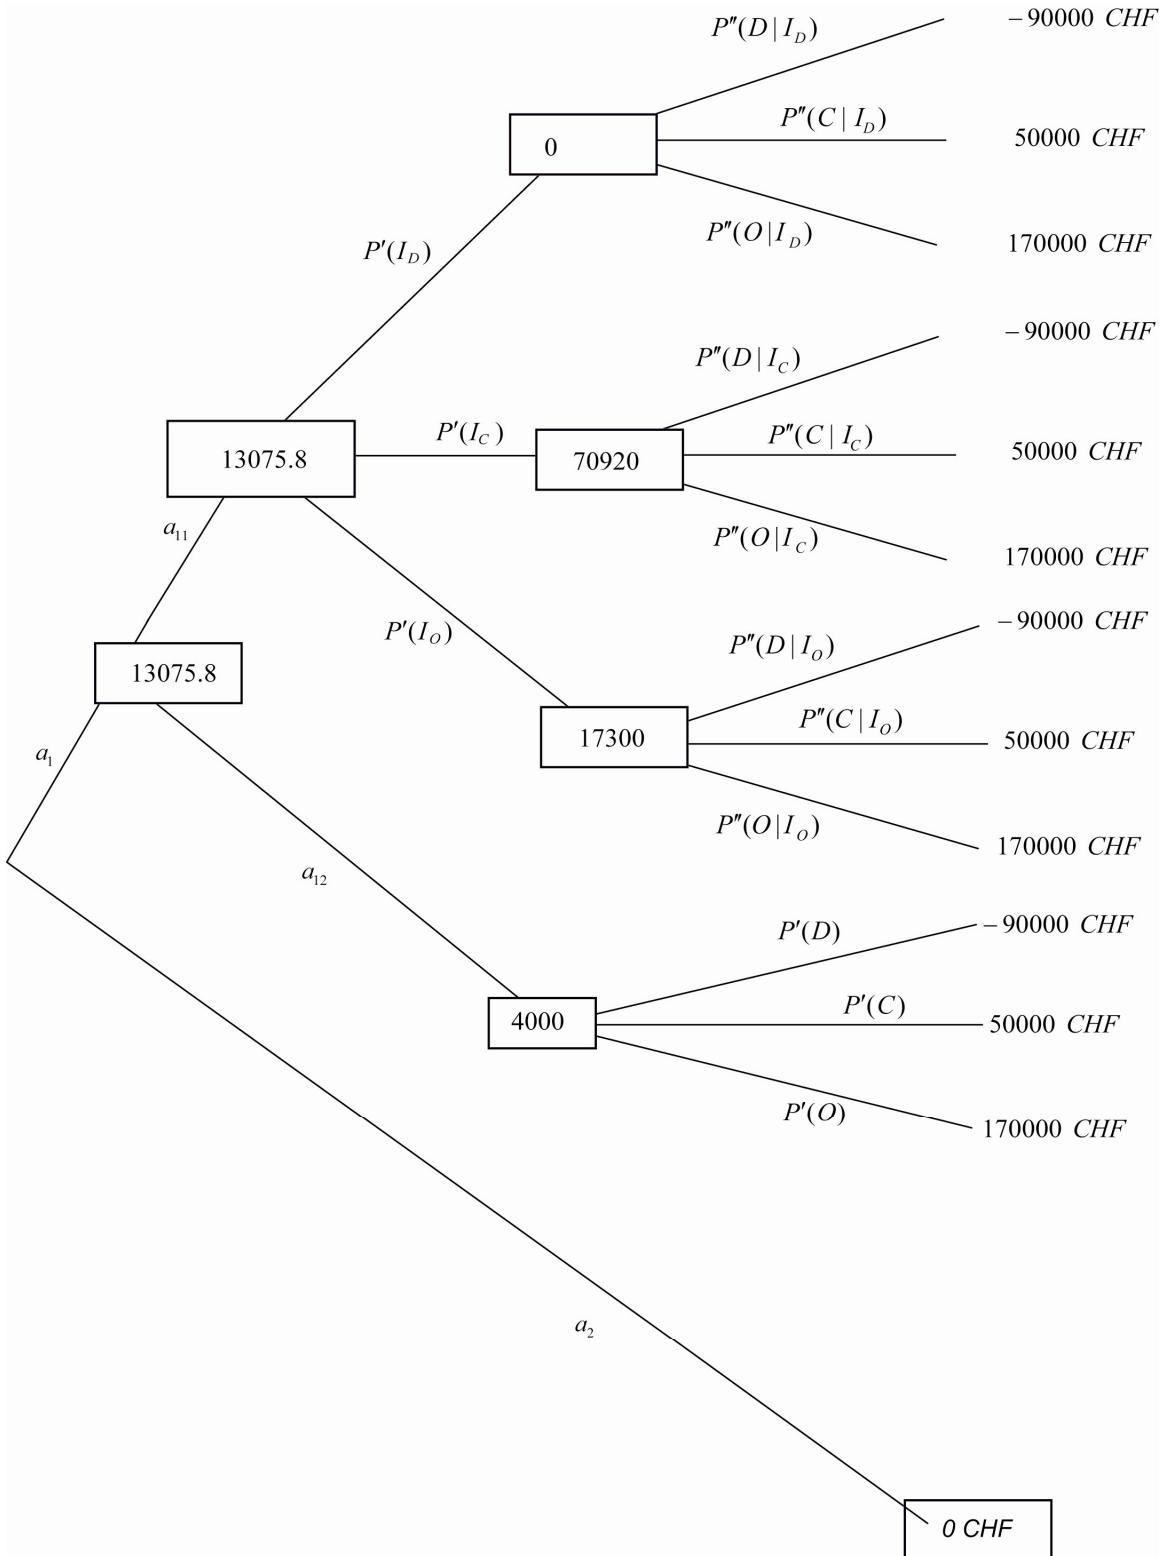 P″(D | I_D)
– 90000 CHF
P″(C | I_D)
50000 CHF
0
P″(O | I_D)
170000 CHF
P′(I_D)
– 90000 CHF
P″(D | I_C)
P′(I_C)
P″(C | I_C)
50000 CHF
13075.8
70920
P″(O | I_C)
170000 CHF
a_11
P′(I_O)
– 90000 CHF
P″(D | I_O)
13075.8
P″(C | I_O)
50000 CHF
17300
a_1
P″(O | I_O)
170000 CHF
a_12
P′(D)
– 90000 CHF
P′(C)
50000 CHF
4000
P′(O)
170000 CHF
a_2
0 CHF